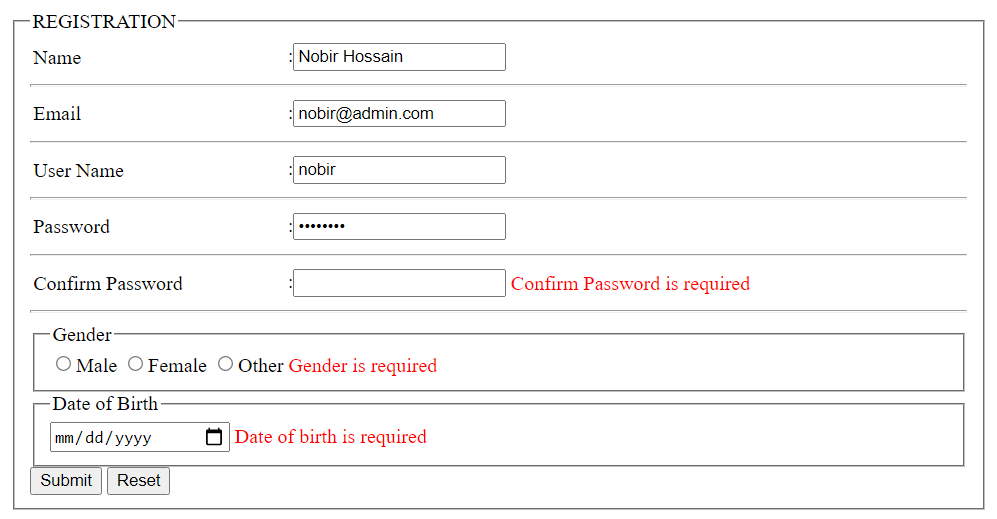 REGISTRATION
Name :Nobir Hossain
Email :nobir@admin.com
User Name :nobir
Password :••••••••
Confirm Password : Confirm Password is required
Gender
Male Female Other Gender is required
Date of Birth
mm/dd/yyyy Date of birth is required
Submit Reset